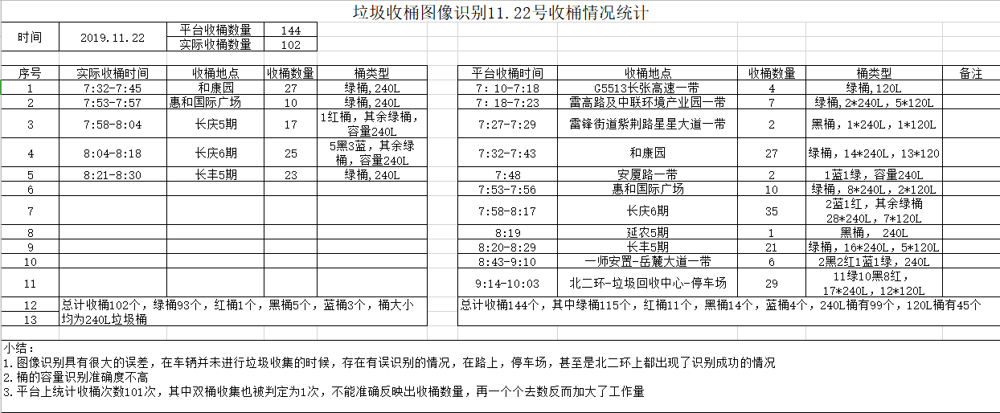 垃圾收桶图像识别11.22号收桶情况统计
时间 2019.11.22 平台收桶数量 144
实际收桶数量 102
序号 实际收桶时间 收桶地点 收桶数量 桶类型 平台收桶时间 收桶地点 收桶数量 桶类型 备注
1 7:32-7:45 和康园 27 绿桶,240L 7：10-7:18 G5513长张高速一带 4 绿桶,120L
2 7:53-7:57 惠和国际广场 10 绿桶,240L 7：18-7:23 雷高路及中联环境产业园一带 7 绿桶,2*240L，5*120L
3 7:58-8:04 长庆5期 17 1红桶，其余绿桶，容量240L 7:27-7:29 雷锋街道紫荆路星星大道一带 2 黑桶，1*240L，1*120L
4 8:04-8:18 长庆6期 25 5黑3蓝，其余绿桶，容量240L 7:32-7:43 和康园 27 绿桶，14*240L，13*120
5 8:21-8:30 长丰5期 23 绿桶,240L 7:48 安厦路一带 2 1蓝1绿，容量240L
6 7:53-7:56 惠和国际广场 10 绿桶，8*240L，2*120L
7 7:58-8:17 长庆6期 35 2蓝1红，其余绿桶 28*240L，7*120L
8 8:19 延农5期 1 黑桶， 240L
9 8:20-8:29 长丰5期 21 绿桶，16*240L，5*120L
10 8:43-9:10 一师安置-岳麓大道一带 6 2黑2红1蓝1绿，240L
11 9:14-10:03 北二环-垃圾回收中心-停车场 29 11绿10黑8红，17*240L，12*120L
12 总计收桶102个，绿桶93个，红桶1个，黑桶5个，蓝桶3个，桶大小 总计收桶144个，其中绿桶115个，红桶11个，黑桶14个，蓝桶4个，240L桶有99个，120L桶有45个
13 均为240L垃圾桶
小结：
1.图像识别具有很大的误差，在车辆并未进行垃圾收集的时候，存在有误识别的情况，在路上，停车场，甚至是北二环上都出现了识别成功的情况
2.桶的容量识别准确度不高
3.平台上统计收桶次数101次，其中双桶收集也被判定为1次，不能准确反映出收桶数量，再一个个去数反而加大了工作量